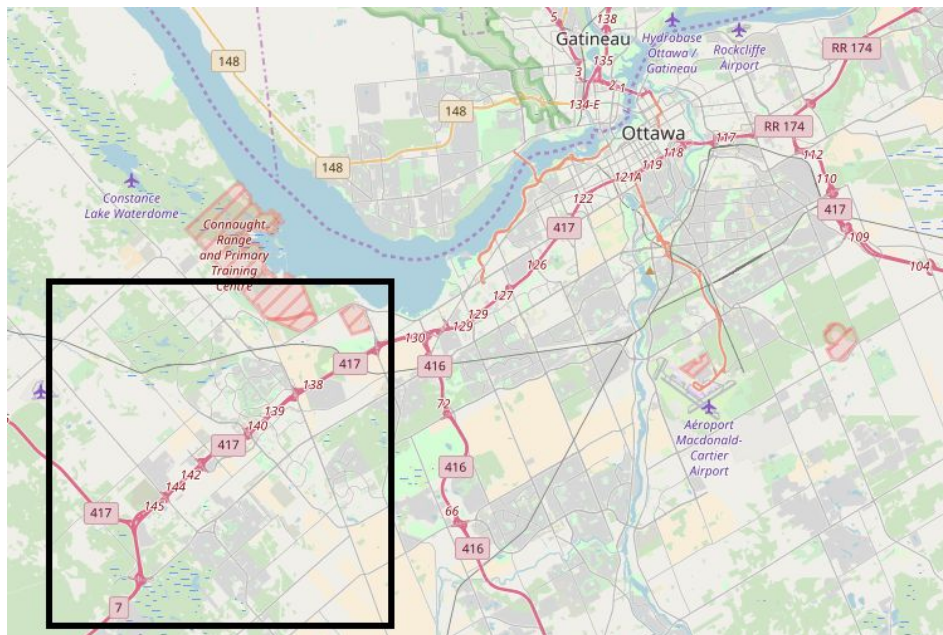 5
138
Gatineau
Hydrobase
Ottawa /
Gatineau
Rockcliffe
Airport
RR 174
148
3
135
2
1
134-E
148
RR 174
Ottawa
117
118
119
112
148
121A
110
Constance
Lake Waterdome
122
417
417
Connaught
Range
and Primary
Training
Centre
109
126
104
127
129
129
130
417
416
138
72
139
140
417
Aéroport
Macdonald-
Cartier
Airport
142
416
144
145
417
66
416
7